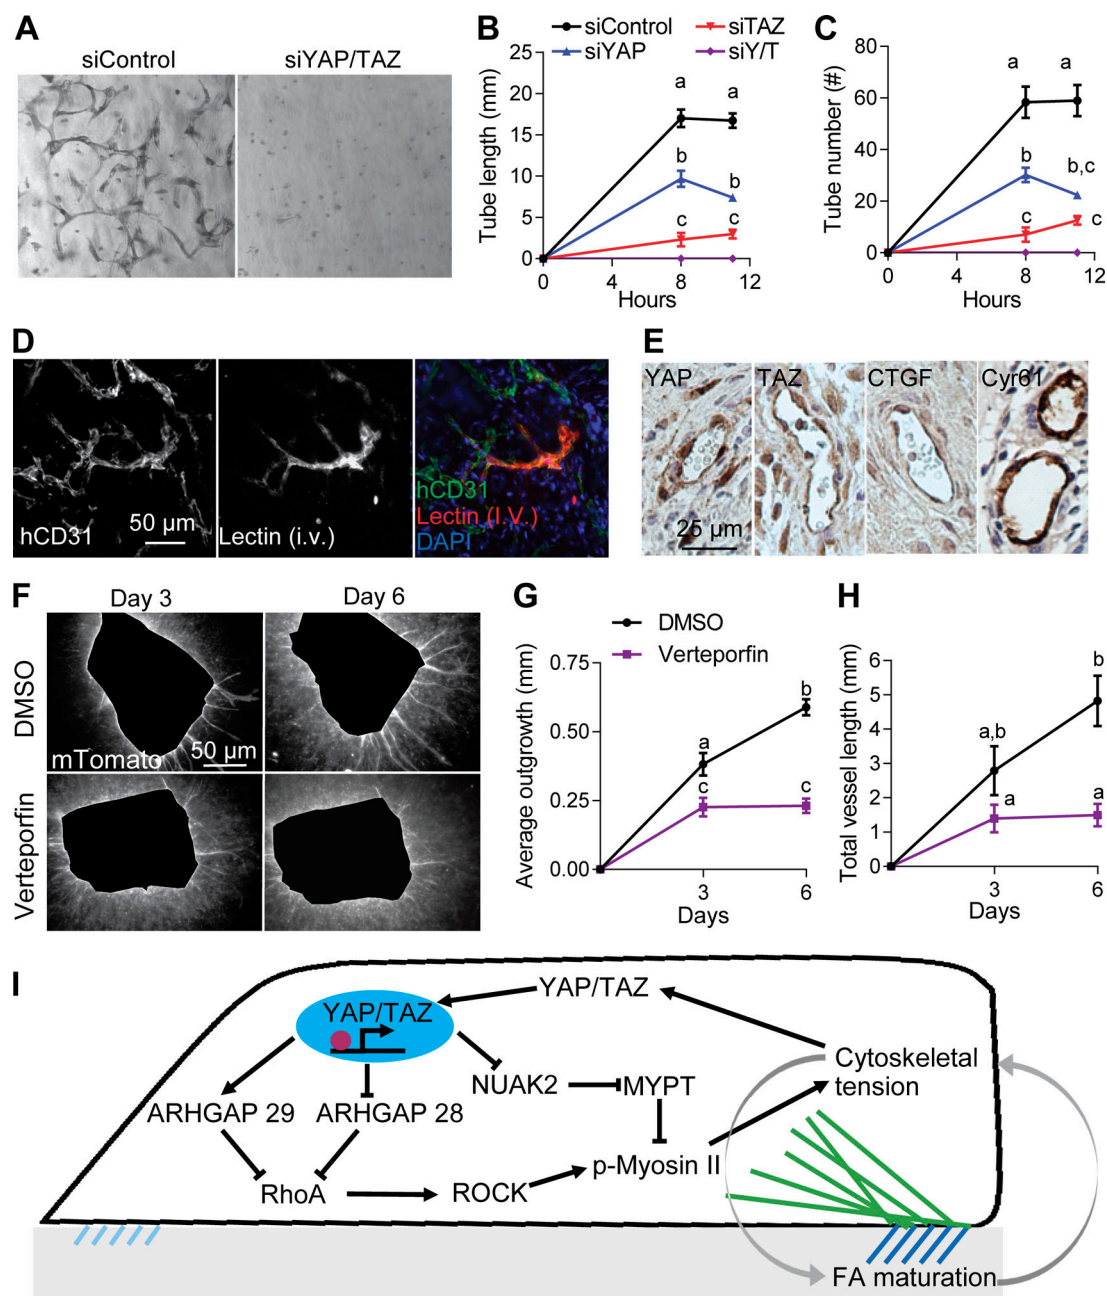 A
siControl
siYAP/TAZ
B
siControl
siYAP
siTAZ
siY/T
Tube length (mm)
25
20
15
10
5
0
a
a
b
b
c
c
0
4
8
12
Hours
C
Tube number (#)
80
60
40
20
0
a
a
b
b,c
c
c
0
4
8
12
Hours
D
hCD31
50 µm
Lectin (i.v.)
hCD31
Lectin (I.V.)
DAPI
E
YAP
TAZ
CTGF
Cyr61
25 µm
F
Day 3
Day 6
DMSO
mTomato
50 µm
Verteporfin
G
DMSO
Verteporfin
Average outgrowth (mm)
0.75
0.50
0.25
0.00
a
b
c
c
3
6
Days
H
Total vessel length (mm)
6
5
4
3
2
1
0
a,b
b
a
a
3
6
Days
I
YAP/TAZ
YAP/TAZ
Cytoskeletal
tension
NUAK2
MYPT
ARHGAP 29
ARHGAP 28
p-Myosin II
RhoA
ROCK
FA maturation